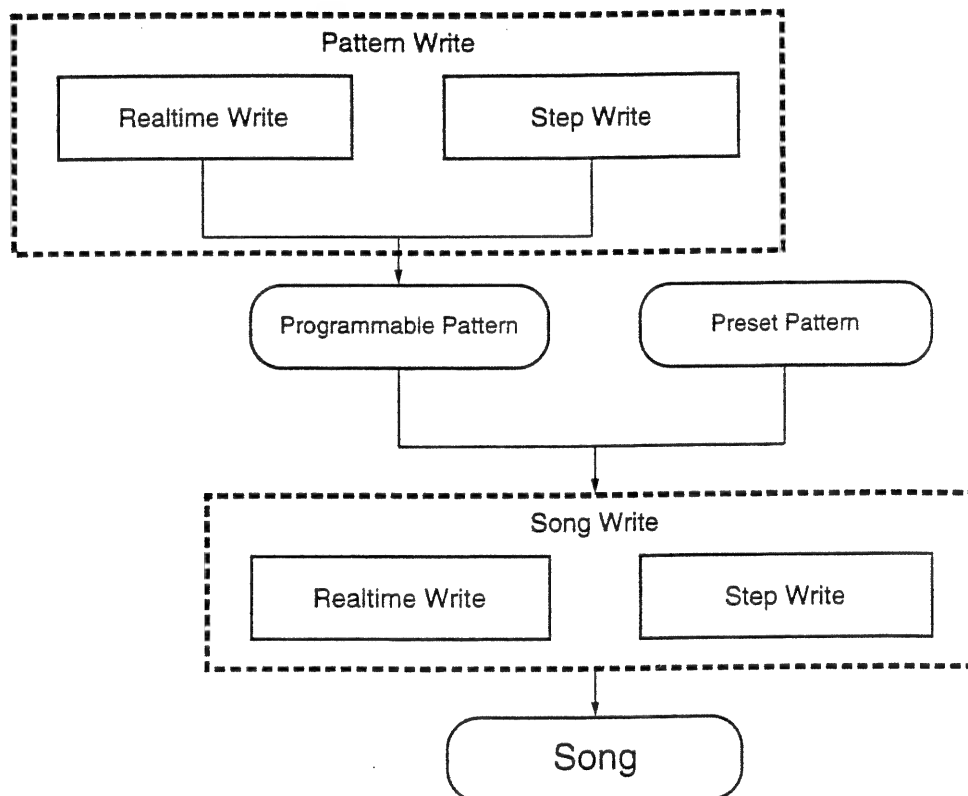 Pattern Write
Realtime Write
Step Write
Programmable Pattern
Preset Pattern
Song Write
Realtime Write
Step Write
Song